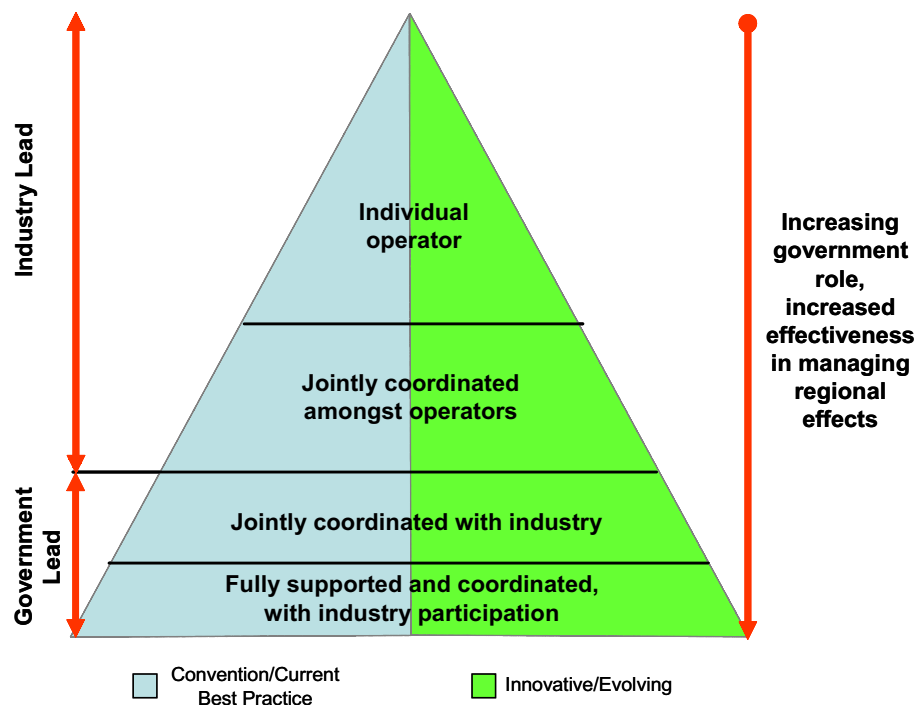 Industry Lead
Government
Lead
Individual
operator
Jointly coordinated
amongst operators
Jointly coordinated with industry
Fully supported and coordinated,
with industry participation
Increasing
government
role,
increased
effectiveness
in managing
regional
effects
Convention/Current
Best Practice
Innovative/Evolving